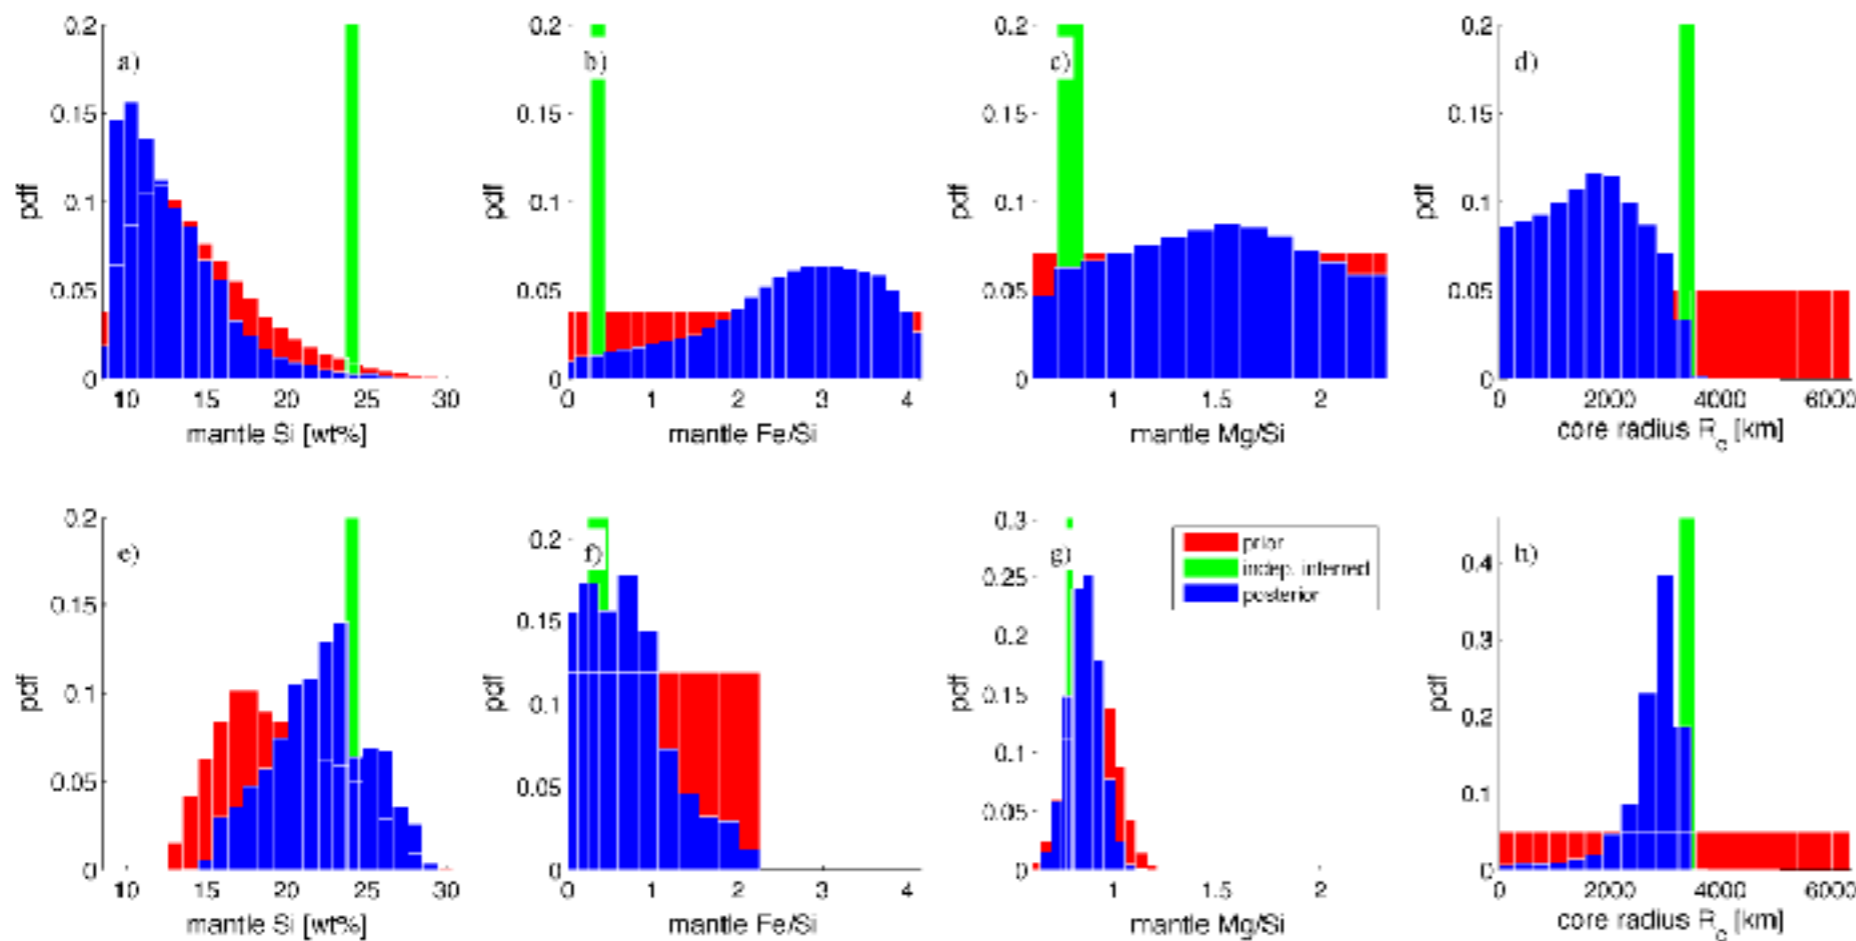 a)
pdf
0.2
0.15
0.1
0.05
0
10 15 20 25 30
mantle Si [wt%]
b)
pdf
0.2
0.15
0.1
0.05
0
0 1 2 3 4
mantle Fe/Si
c)
pdf
0.2
0.15
0.1
0.05
0
1 1.5 2
mantle Mg/Si
d)
pdf
0.2
0.15
0.1
0.05
0
0 2000 4000 6000
core radius R_c [km]
e)
pdf
0.2
0.15
0.1
0.05
0
10 15 20 25 30
mantle Si [wt%]
f)
pdf
0.2
0.15
0.1
0.05
0
0 1 2 3 4
mantle Fe/Si
g)
pdf
0.3
0.25
0.2
0.15
0.1
0.05
0
1 1.5 2
mantle Mg/Si
prior
indep. inferred
posterior
h)
pdf
0.4
0.3
0.2
0.1
0
0 2000 4000 6000
core radius R_c [km]